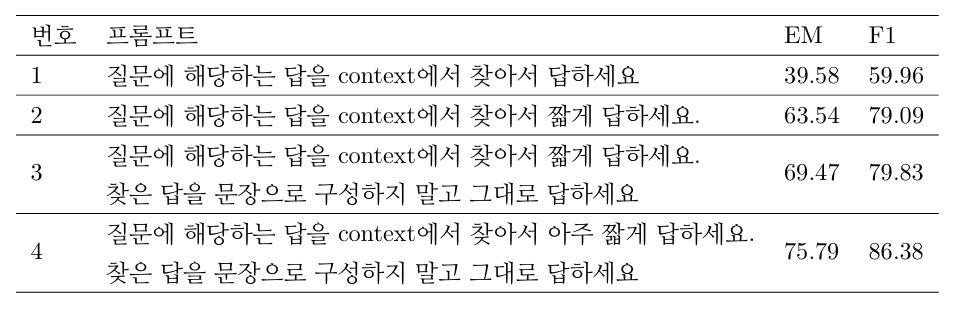 번호 프롬프트 EM F1
1 질문에 해당하는 답을 context에서 찾아서 답하세요 39.58 59.96
2 질문에 해당하는 답을 context에서 찾아서 짧게 답하세요. 63.54 79.09
3 질문에 해당하는 답을 context에서 찾아서 짧게 답하세요. 69.47 79.83
찾은 답을 문장으로 구성하지 말고 그대로 답하세요
4 질문에 해당하는 답을 context에서 찾아서 아주 짧게 답하세요. 75.79 86.38
찾은 답을 문장으로 구성하지 말고 그대로 답하세요